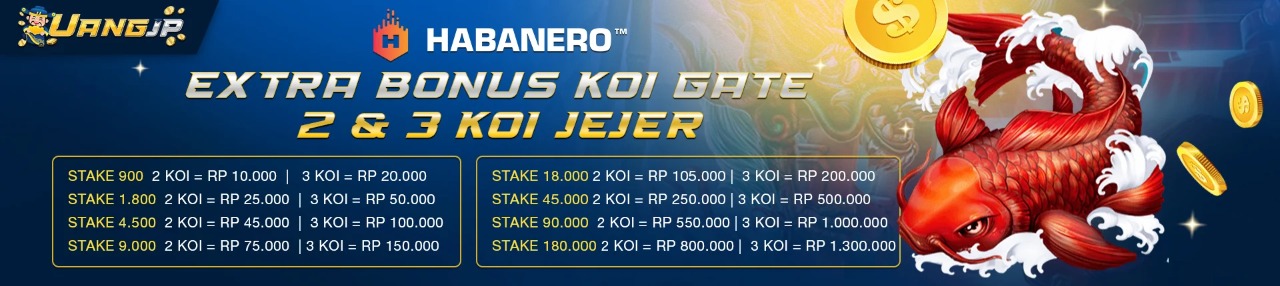 UANGJP
HABANERO™
EXTRA BONUS KOI GATE
2 & 3 KOI JEJER
STAKE 900 2 KOI = RP 10.000 | 3 KOI = RP 20.000
STAKE 1.800 2 KOI = RP 25.000 | 3 KOI = RP 50.000
STAKE 4.500 2 KOI = RP 45.000 | 3 KOI = RP 100.000
STAKE 9.000 2 KOI = RP 75.000 | 3 KOI = RP 150.000
STAKE 18.000 2 KOI = RP 105.000 | 3 KOI = RP 200.000
STAKE 45.000 2 KOI = RP 250.000 | 3 KOI = RP 500.000
STAKE 90.000 2 KOI = RP 550.000 | 3 KOI = RP 1.000.000
STAKE 180.000 2 KOI = RP 800.000 | 3 KOI = RP 1.300.000